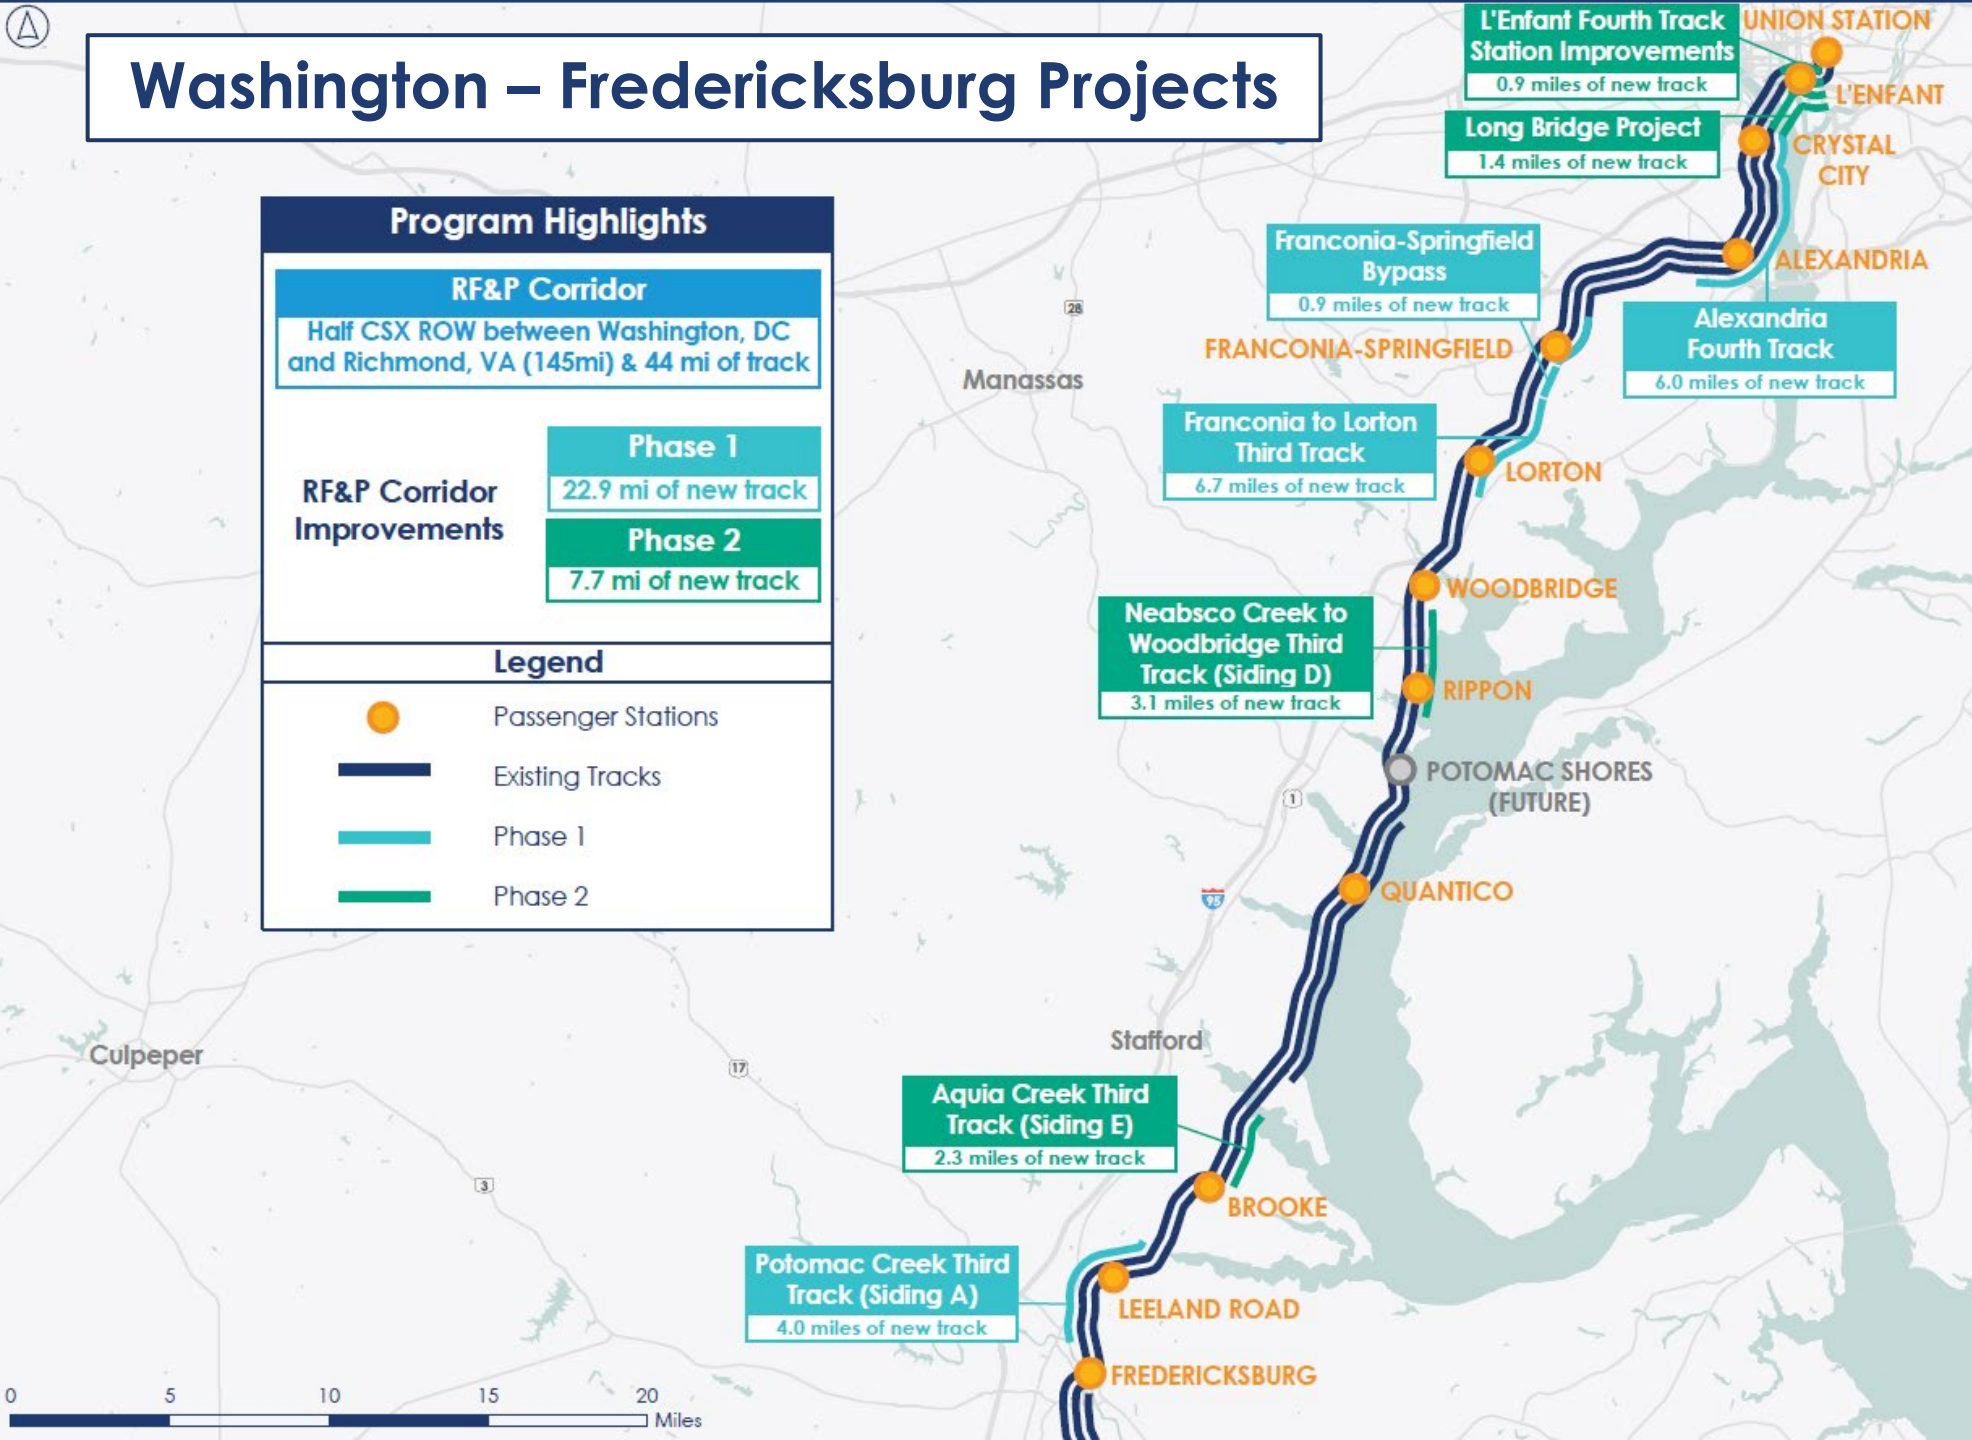 Washington – Fredericksburg Projects
Program Highlights
RF&P Corridor
Half CSX ROW between Washington, DC
and Richmond, VA (145mi) & 44 mi of track
RF&P Corridor
Improvements
Phase 1
22.9 mi of new track
Phase 2
7.7 mi of new track
Legend
Passenger Stations
Existing Tracks
Phase 1
Phase 2
L'Enfant Fourth Track
Station Improvements
0.9 miles of new track
UNION STATION
L'ENFANT
Long Bridge Project
1.4 miles of new track
CRYSTAL
CITY
Franconia-Springfield
Bypass
0.9 miles of new track
ALEXANDRIA
Alexandria
Fourth Track
6.0 miles of new track
28
FRANCONIA-SPRINGFIELD
Manassas
Franconia to Lorton
Third Track
6.7 miles of new track
LORTON
WOODBRIDGE
Neabsco Creek to
Woodbridge Third
Track (Siding D)
3.1 miles of new track
RIPPON
POTOMAC SHORES
(FUTURE)
1
QUANTICO
95
Stafford
Culpeper
17
Aquia Creek Third
Track (Siding E)
2.3 miles of new track
3
BROOKE
Potomac Creek Third
Track (Siding A)
4.0 miles of new track
LEELAND ROAD
FREDERICKSBURG
0 5 10 15 20
Miles